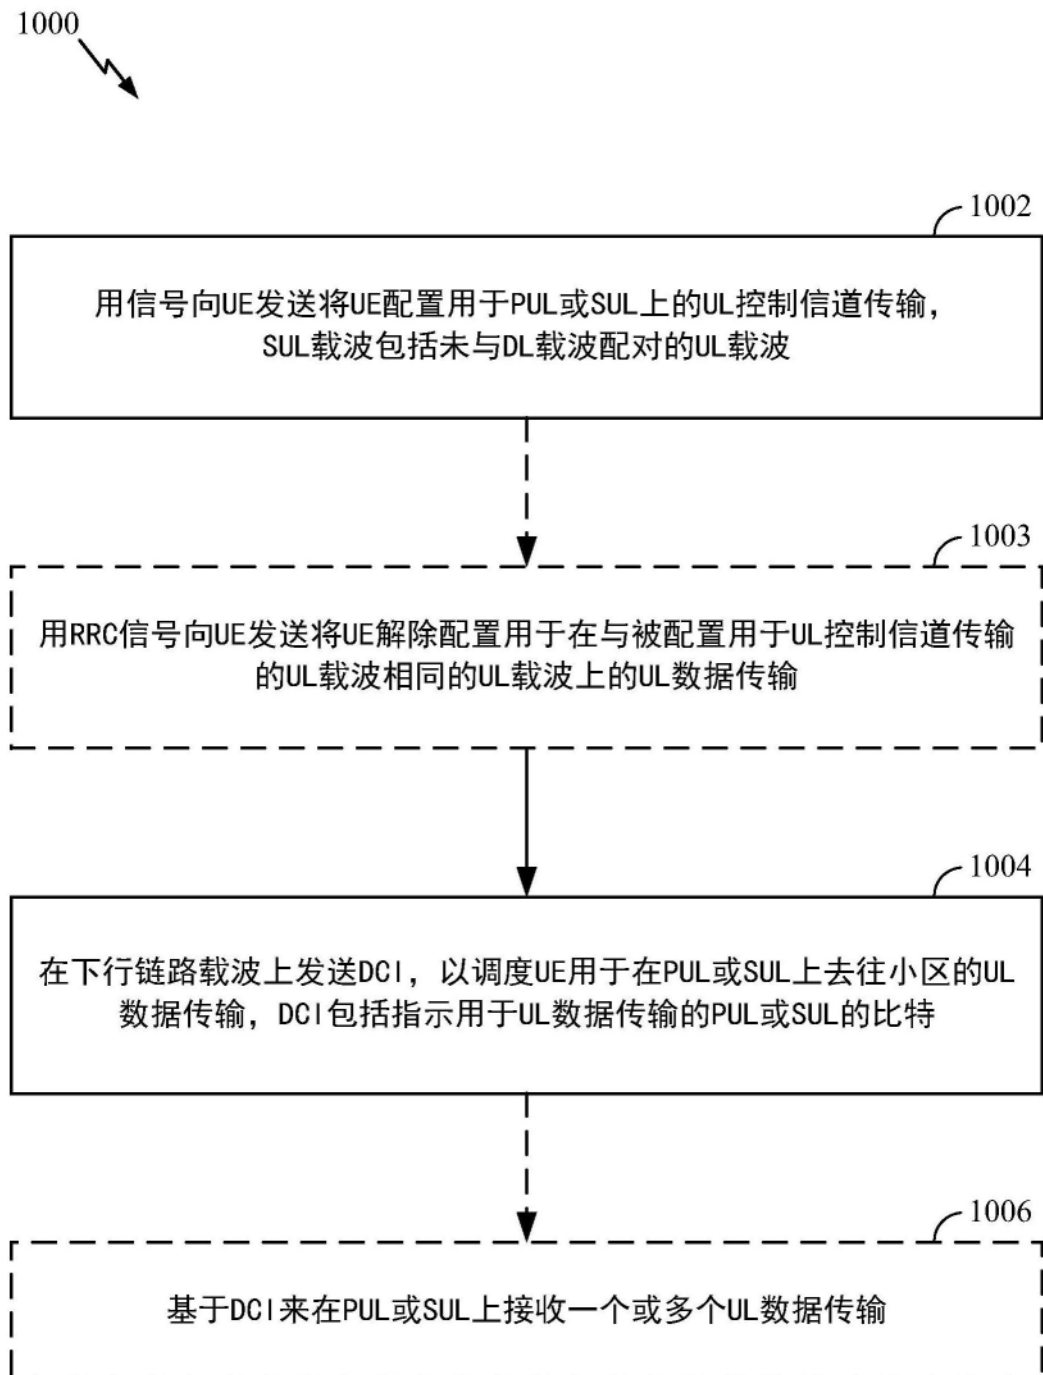 1000
1002
用信号向UE发送将UE配置用于PUL或SUL上的UL控制信道传输，
SUL载波包括未与DL载波配对的UL载波
1003
用RRC信号向UE发送将UE解除配置用于在与被配置用于UL控制信道传输
的UL载波相同的UL载波上的UL数据传输
1004
在下行链路载波上发送DCI，以调度UE用于在PUL或SUL上去往小区的UL
数据传输，DCI包括指示用于UL数据传输的PUL或SUL的比特
1006
基于DCI来在PUL或SUL上接收一个或多个UL数据传输